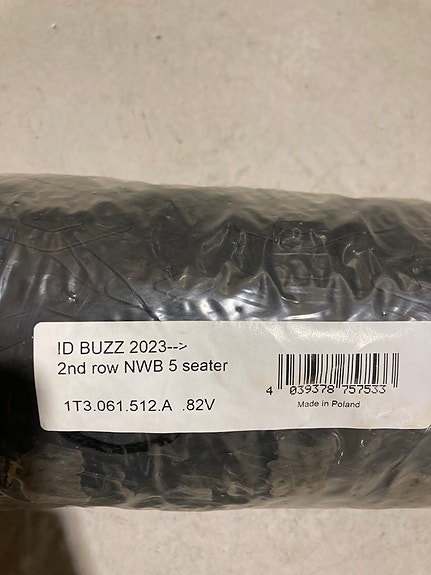 ID BUZZ 2023-->
2nd row NWB 5 seater
1T3.061.512.A .82V
4 039378 757533
Made in Poland